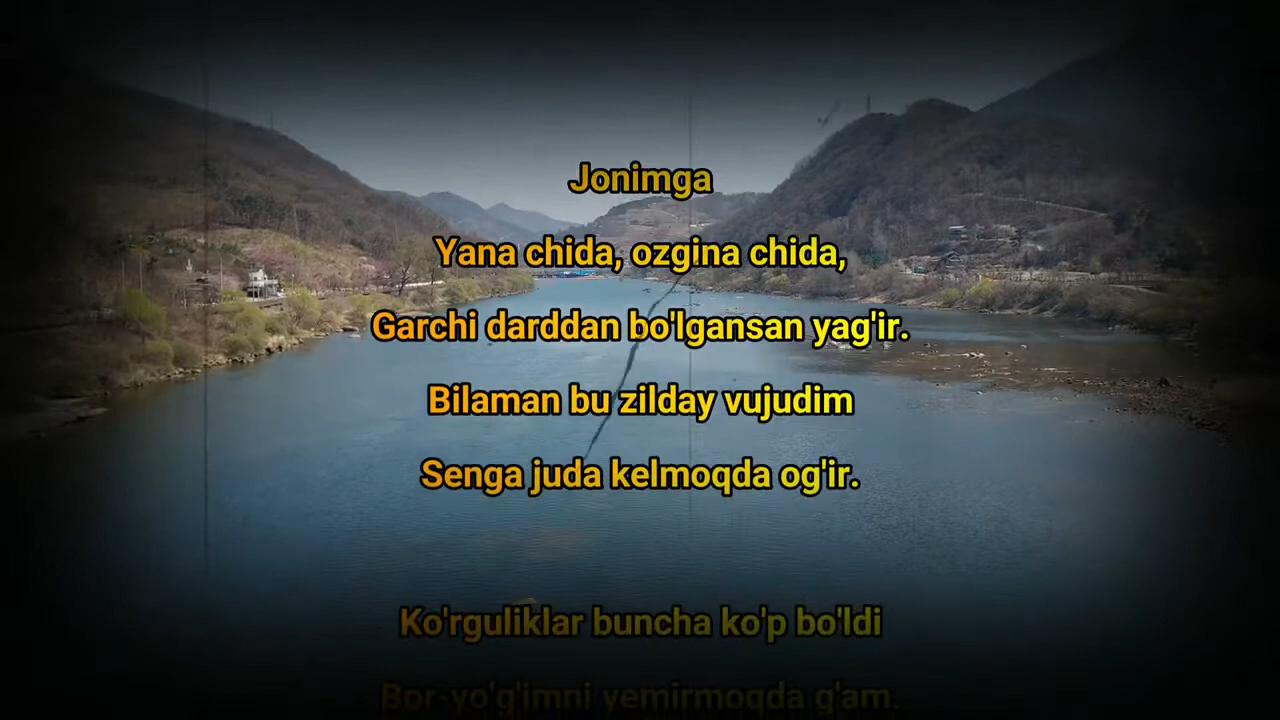 Jonimga
Yana chida, ozgina chida,
Garchi darddan bo'lgansan yag'ir.
Bilaman bu zilday vujudim
Senga juda kelmoqda og'ir.
Ko'rguliklar buncha ko'p bo'ldi
Bor-yo'g'imni yemirmoqda g'am.